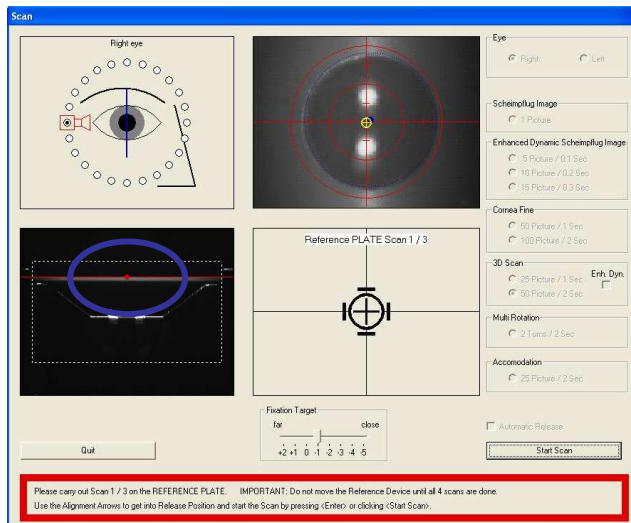 Scan
Right eye
Reference PLATE Scan 1 / 3
Eye
Right
Left
Scheimpflug Image
1 Picture
Enhanced Dynamic Scheimpflug Image
5 Picture / 0.1 Sec
10 Picture / 0.2 Sec
15 Picture / 0.3 Sec
Cornea Fine
50 Picture / 1 Sec
100 Picture / 2 Sec
3D Scan
Enh. Dyn.
25 Picture / 1 Sec
50 Picture / 2 Sec
Multi Rotation
2 Turns / 2 Sec
Accomodation
25 Picture / 2 Sec
Fixation Target
far close
+2 +1 0 -1 -2 -3 -4 -5
Automatic Release
Quit
Start Scan
Please carry out Scan 1 / 3 on the REFERENCE PLATE. IMPORTANT: Do not move the Reference Device until all 4 scans are done.
Use the Alignment Arrows to get into Release Position and start the Scan by pressing <Enter> or clicking <Start Scan>.